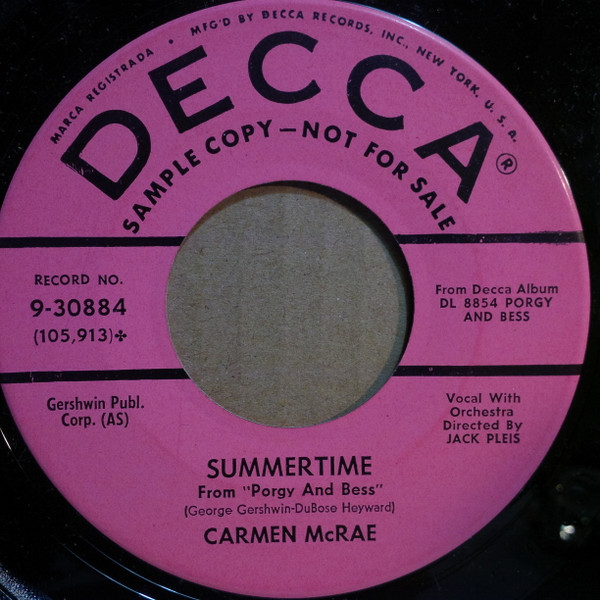 MARCA REGISTRADA • MFG'D BY DECCA RECORDS, INC., NEW YORK, U. S. A.
DECCA®
SAMPLE COPY—NOT FOR SALE
RECORD NO.
9-30884
(105,913)✤
From Decca Album
DL 8854 PORGY
AND BESS
Gershwin Publ.
Corp. (AS)
Vocal With
Orchestra
Directed By
JACK PLEIS
SUMMERTIME
From "Porgy And Bess"
(George Gershwin-DuBose Heyward)
CARMEN McRAE